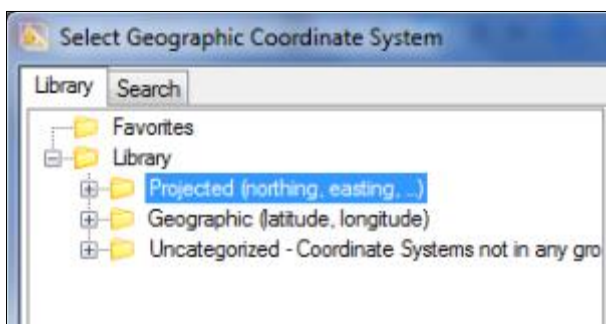 Select Geographic Coordinate System
Library Search
Favorites
Library
Projected (northing, easting, ...)
Geographic (latitude, longitude)
Uncategorized - Coordinate Systems not in any gro